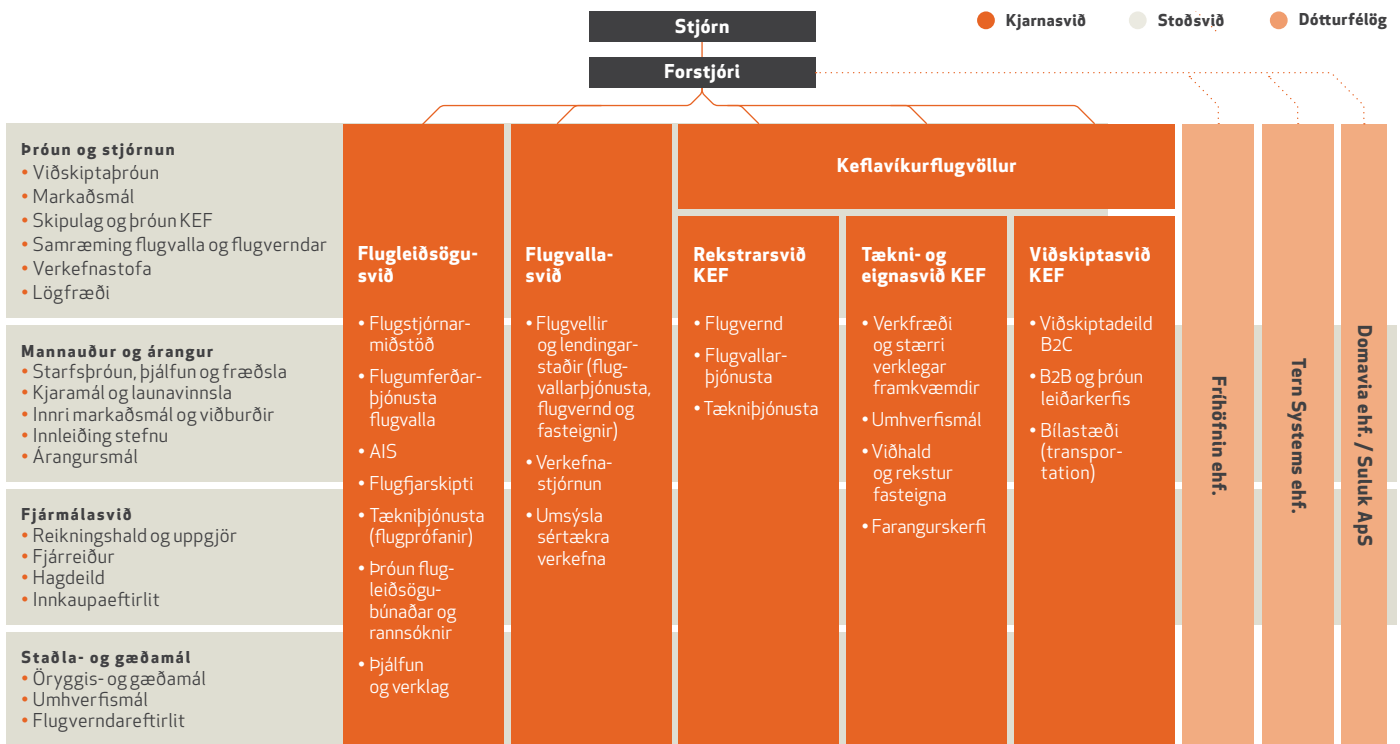 Stjórn
Forstjóri
Kjarnasvið
Stoðsvið
Dótturfélög
Þróun og stjórnun
• Viðskiptaþróun
• Markaðsmál
• Skipulag og þróun KEF
• Samræming flugvalla og flugverndar
• Verkefnastofa
• Lögfræði
Mannauður og árangur
• Starfsþróun, þjálfun og fræðsla
• Kjaramál og launavinnsla
• Innri markaðsmál og viðburðir
• Innleiðing stefnu
• Árangursmál
Fjármálasvið
• Reikningshald og uppgjör
• Fjárreiður
• Hagdeild
• Innkaupaeftirlit
Staðla- og gæðamál
• Öryggis- og gæðamál
• Umhverfismál
• Flugverndareftirlit
Flugleiðsögu-
svið
• Flugstjórnar-
miðstöð
• Flugumferðar-
þjónusta
flugvalla
• AIS
• Flugfjarskipti
• Tækniþjónusta
(flugprófanir)
• Þróun flug-
leiðsögu-
búnaðar og
rannsóknir
• Þjálfun
og verklag
Flugvalla-
svið
• Flugvellir
og lendingar-
staðir (flug-
vallarþjónusta,
flugvernd og
fasteignir)
• Verkefna-
stjórnun
• Umsýsla
sértækra
verkefna
Keflavíkurflugvöllur
Rekstrarsvið
KEF
• Flugvernd
• Flugvallar-
þjónusta
• Tækniþjónusta
Tækni- og
eignasvið KEF
• Verkfræði
og stærri
verklegar
framkvæmdir
• Umhverfismál
• Viðhald
og rekstur
fasteigna
• Farangurskerfi
Viðskiptasvið
KEF
• Viðskiptadeild
B2C
• B2B og þróun
leiðarkerfis
• Bílastæði
(transpor-
tation)
Fríhöfnin ehf.
Tern Systems ehf.
Domavia ehf. / Suluk ApS